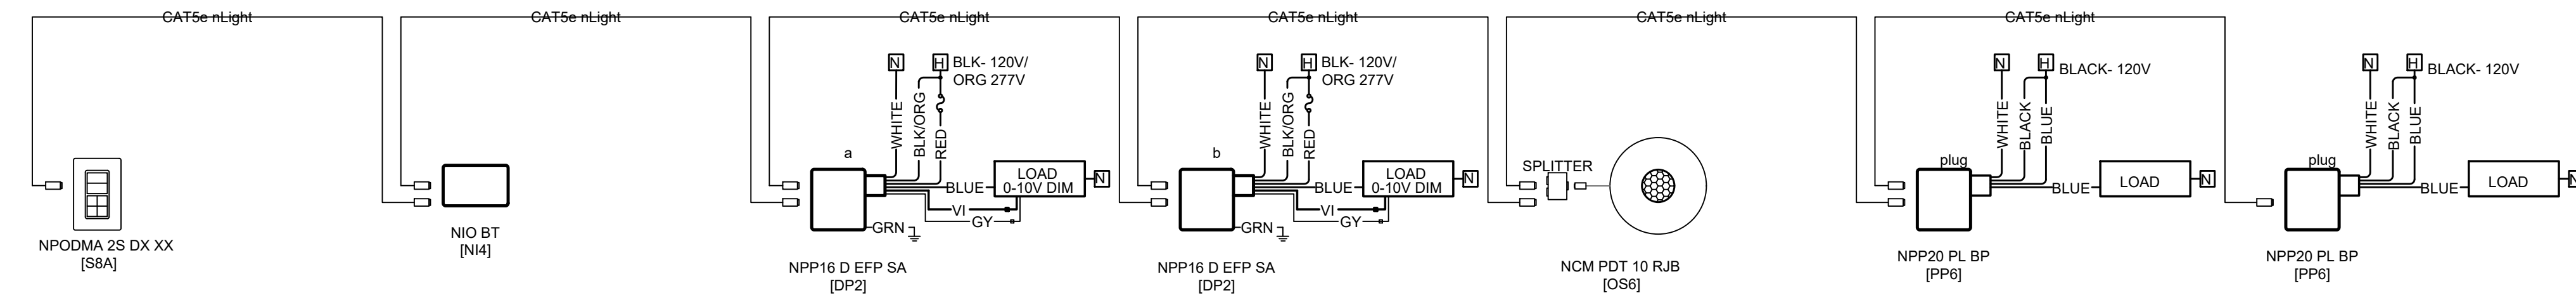 CAT5e nLight
CAT5e nLight
CAT5e nLight
CAT5e nLight
CAT5e nLight
CAT5e nLight
NPODMA 2S DX XX
[S8A]
NIO BT
[NI4]
N
H
BLK- 120V/
ORG 277V
WHITE
BLK/ORG
RED
a
LOAD
0-10V DIM
N
BLUE
VI
GY
GRN
NPP16 D EFP SA
[DP2]
N
H
BLK- 120V/
ORG 277V
WHITE
BLK/ORG
RED
b
LOAD
0-10V DIM
N
BLUE
VI
GY
GRN
NPP16 D EFP SA
[DP2]
SPLITTER
NCM PDT 10 RJB
[OS6]
N
H
BLACK- 120V
WHITE
BLACK
BLUE
plug
LOAD
N
BLUE
NPP20 PL BP
[PP6]
N
H
BLACK- 120V
WHITE
BLACK
BLUE
plug
LOAD
N
BLUE
NPP20 PL BP
[PP6]